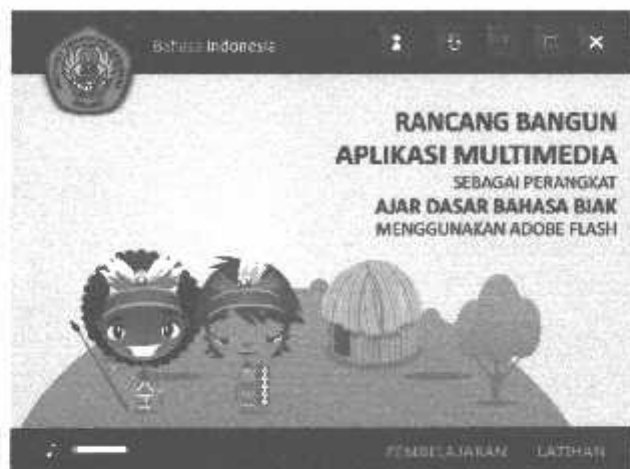 Bahasa Indonesia
RANCANG BANGUN
APLIKASI MULTIMEDIA
SEBAGAI PERANGKAT
AJAR DASAR BAHASA BIAK
MENGGUNAKAN ADOBE FLASH
PEMBELAJARAN LATIHAN